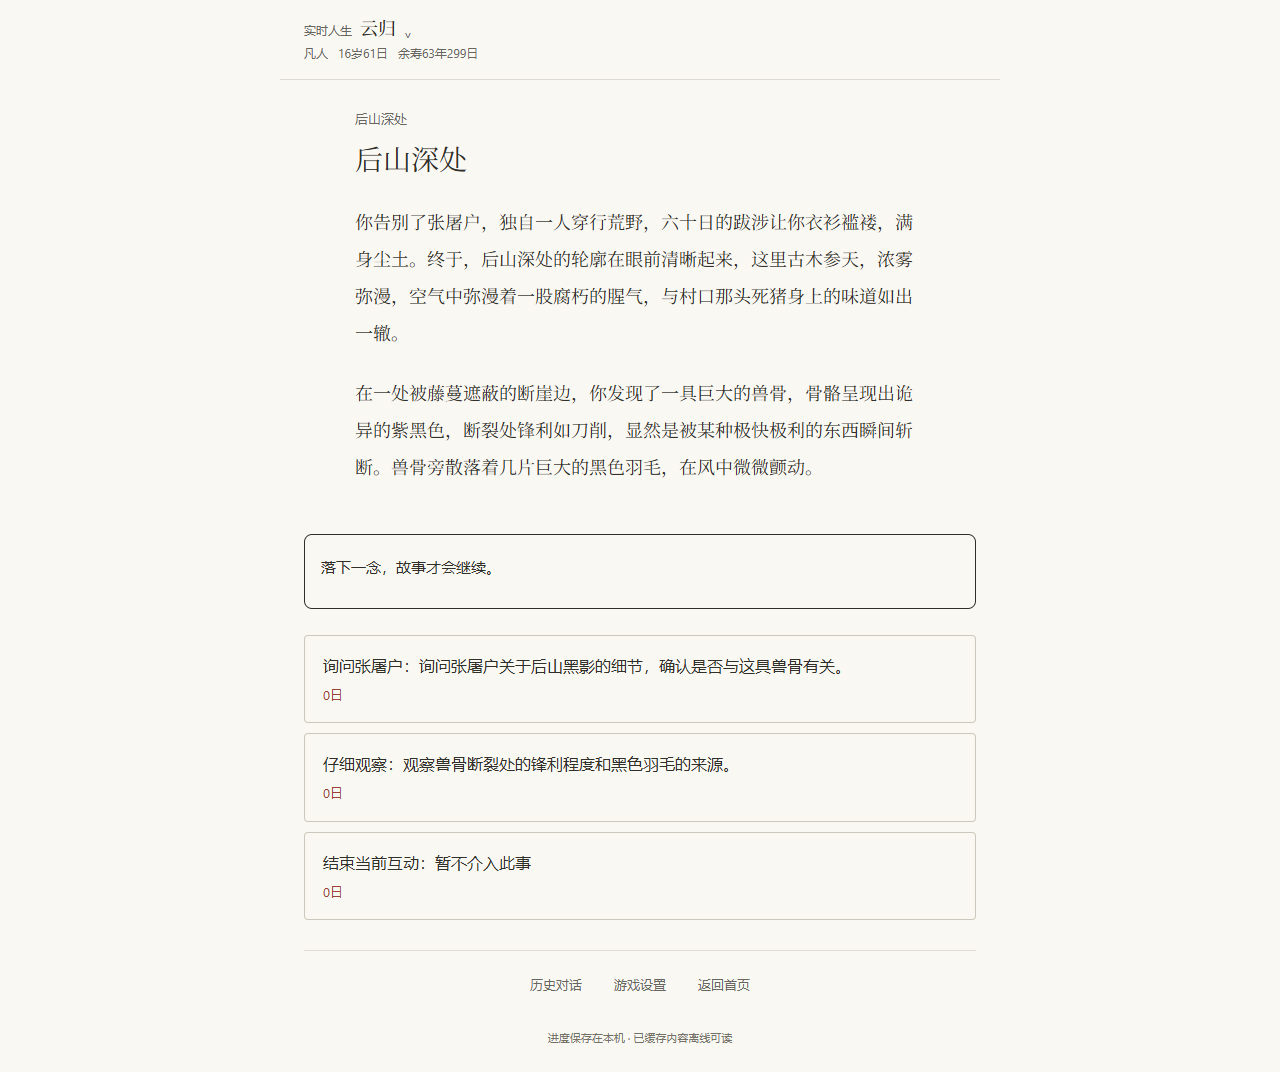 实时人生 云归 ˅
凡人 16岁61日 余寿63年299日
后山深处
后山深处
你告别了张屠户，独自一人穿行荒野，六十日的跋涉让你衣衫褴褛，满
身尘土。终于，后山深处的轮廓在眼前清晰起来，这里古木参天，浓雾
弥漫，空气中弥漫着一股腐朽的腥气，与村口那头死猪身上的味道如出
一辙。
在一处被藤蔓遮蔽的断崖边，你发现了一具巨大的兽骨，骨骼呈现出诡
异的紫黑色，断裂处锋利如刀削，显然是被某种极快极利的东西瞬间斩
断。兽骨旁散落着几片巨大的黑色羽毛，在风中微微颤动。
落下一念，故事才会继续。
询问张屠户：询问张屠户关于后山黑影的细节，确认是否与这具兽骨有关。
0日
仔细观察：观察兽骨断裂处的锋利程度和黑色羽毛的来源。
0日
结束当前互动：暂不介入此事
0日
历史对话 游戏设置 返回首页
进度保存在本机 · 已缓存内容离线可读